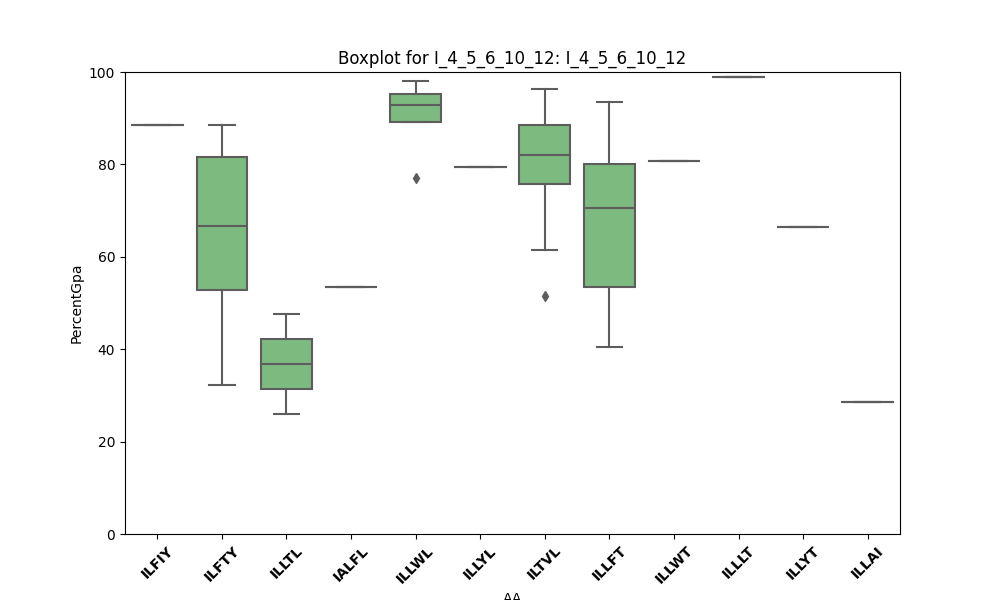 Boxplot for I_4_5_6_10_12: I_4_5_6_10_12
100
80
60
40
20
0
PercentGpa
ILFIY
ILFTY
ILLTL
IALFL
ILLWL
ILLYL
ILTVL
ILLFT
ILLWT
ILLLT
ILLYT
ILLAI
AA